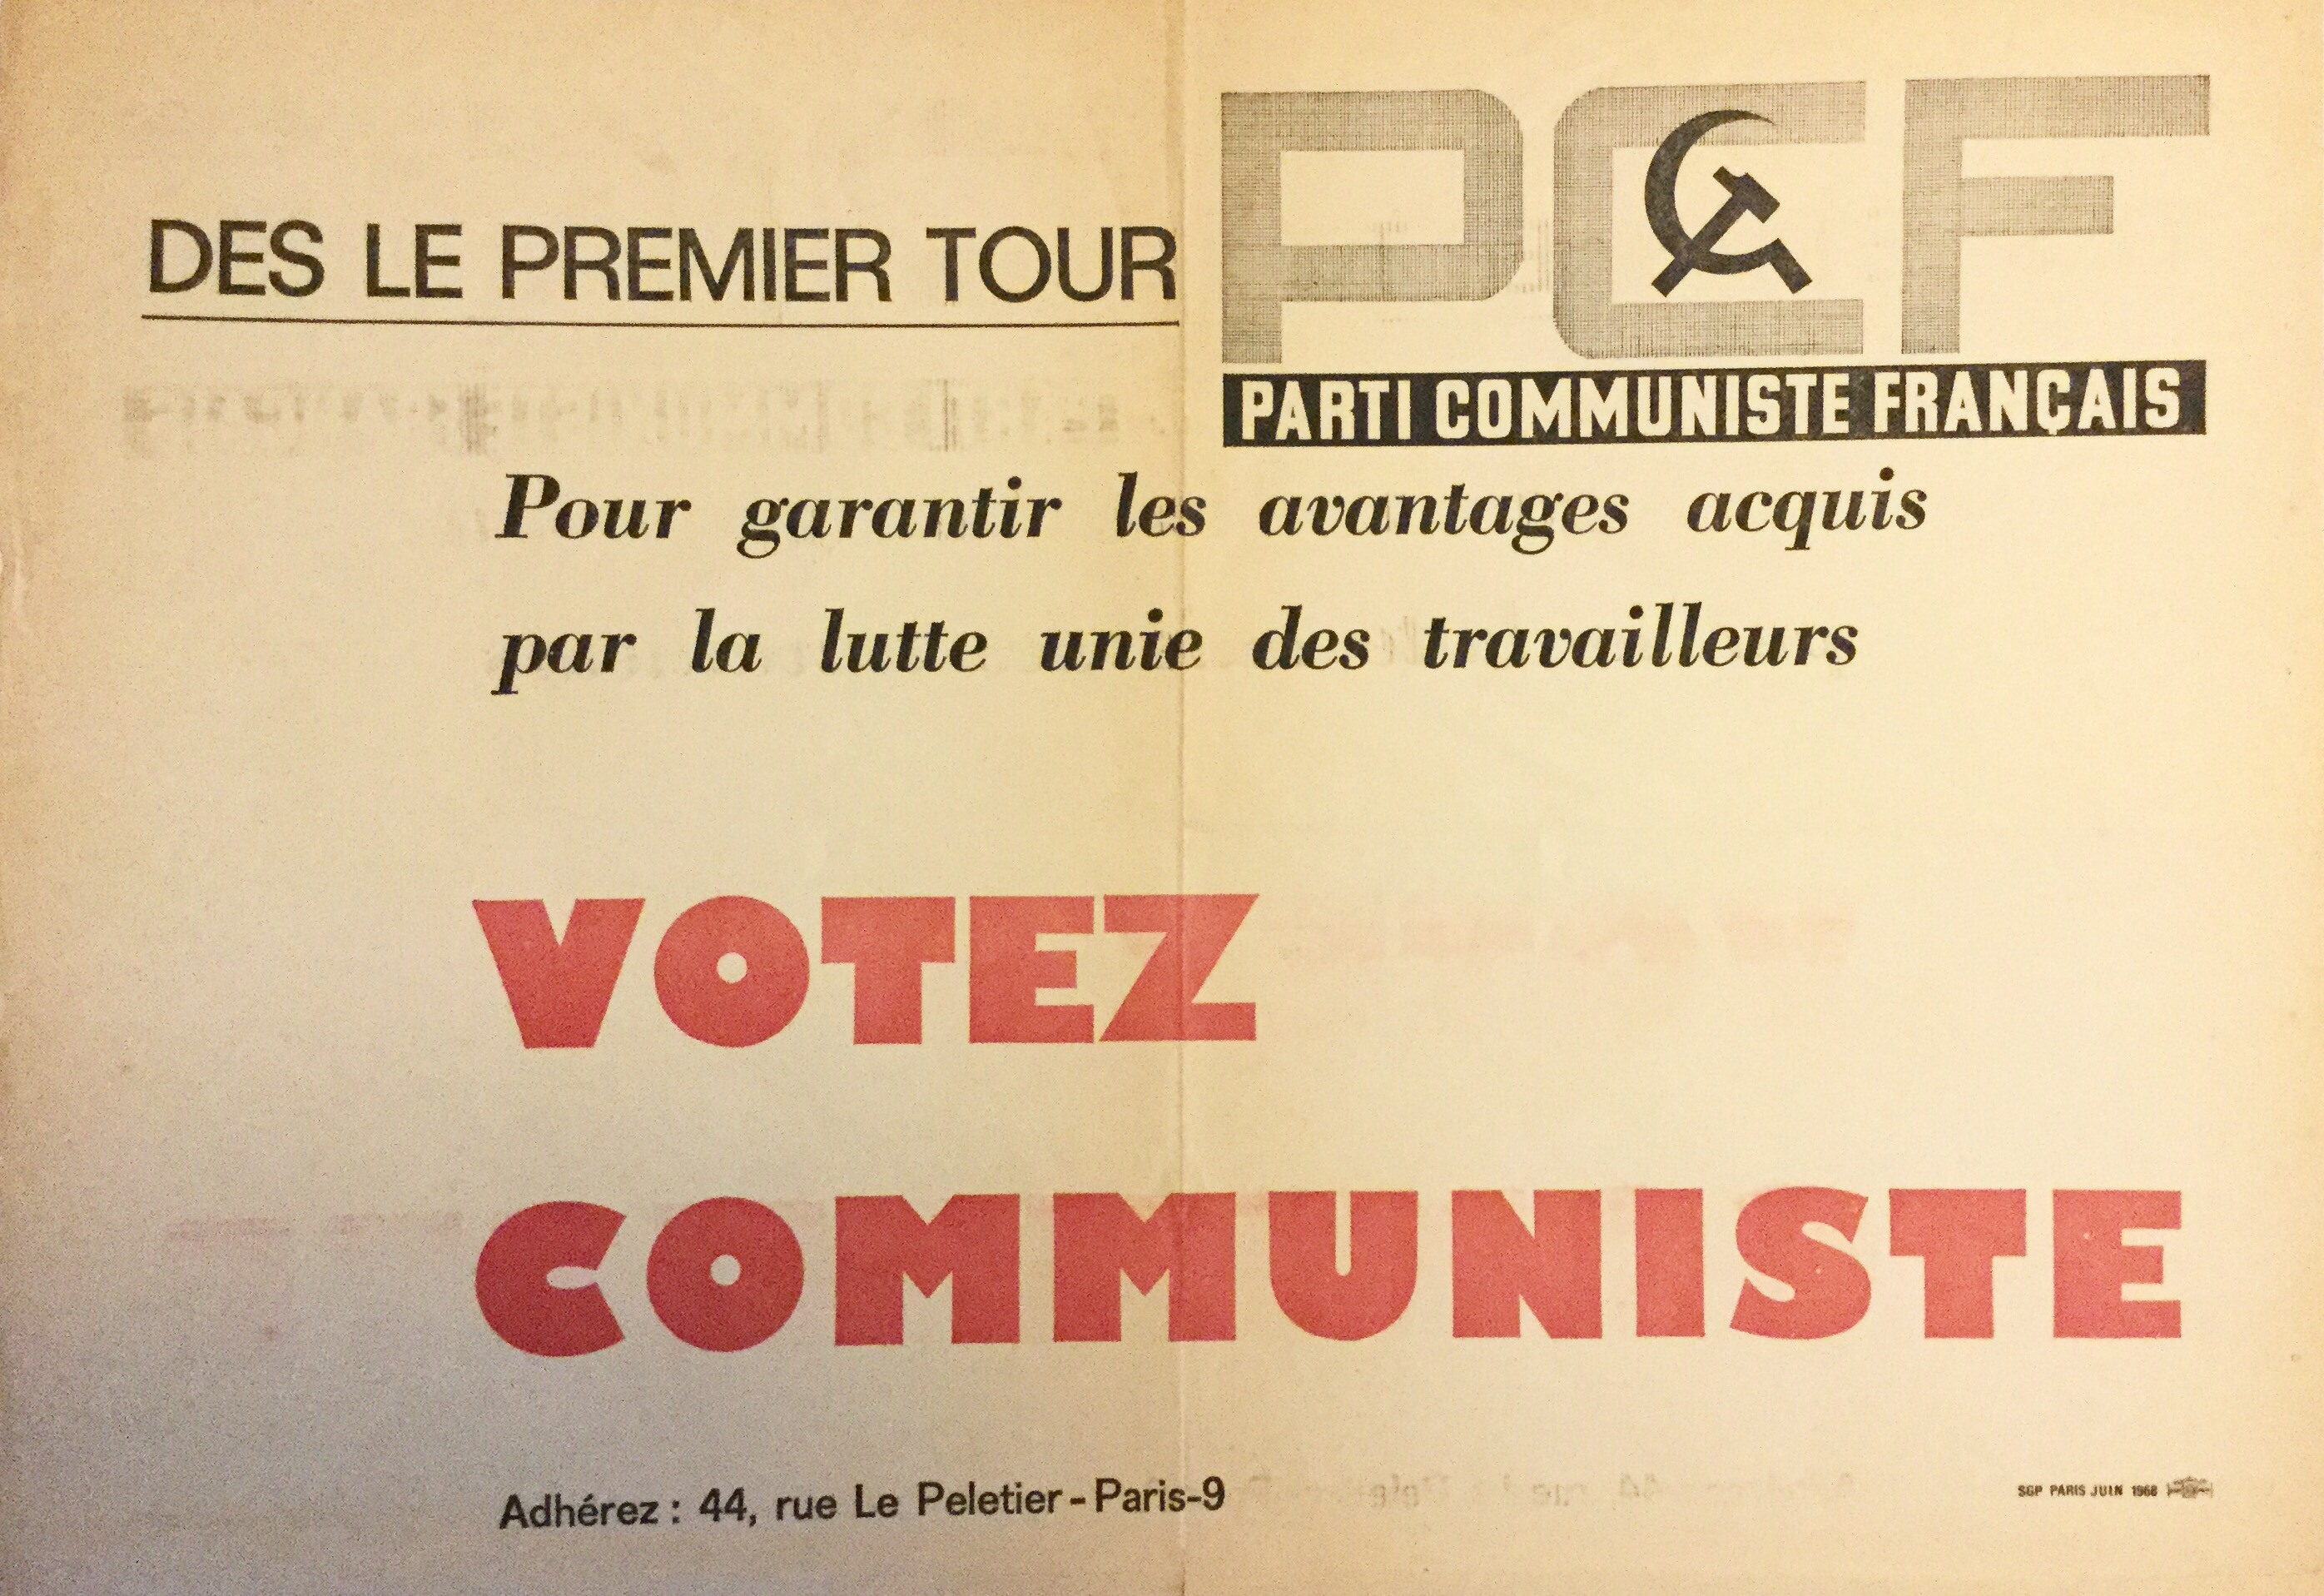 DES LE PREMIER TOUR
PCF
PARTI COMMUNISTE FRANÇAIS
Pour garantir les avantages acquis
par la lutte unie des travailleurs
VOTEZ
COMMUNISTE
Adhérez : 44, rue Le Peletier - Paris-9
SGP PARIS JUIN 1968